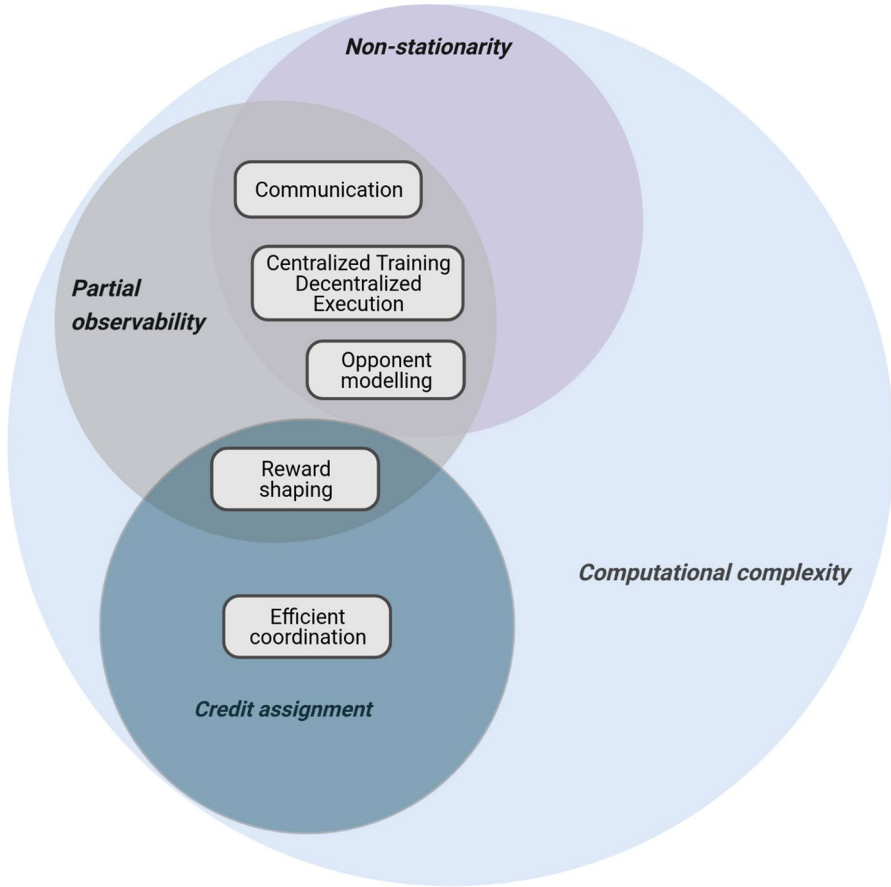 Non-stationarity
Communication
Centralized Training
Decentralized
Execution
Partial
observability
Opponent
modelling
Reward
shaping
Computational complexity
Efficient
coordination
Credit assignment